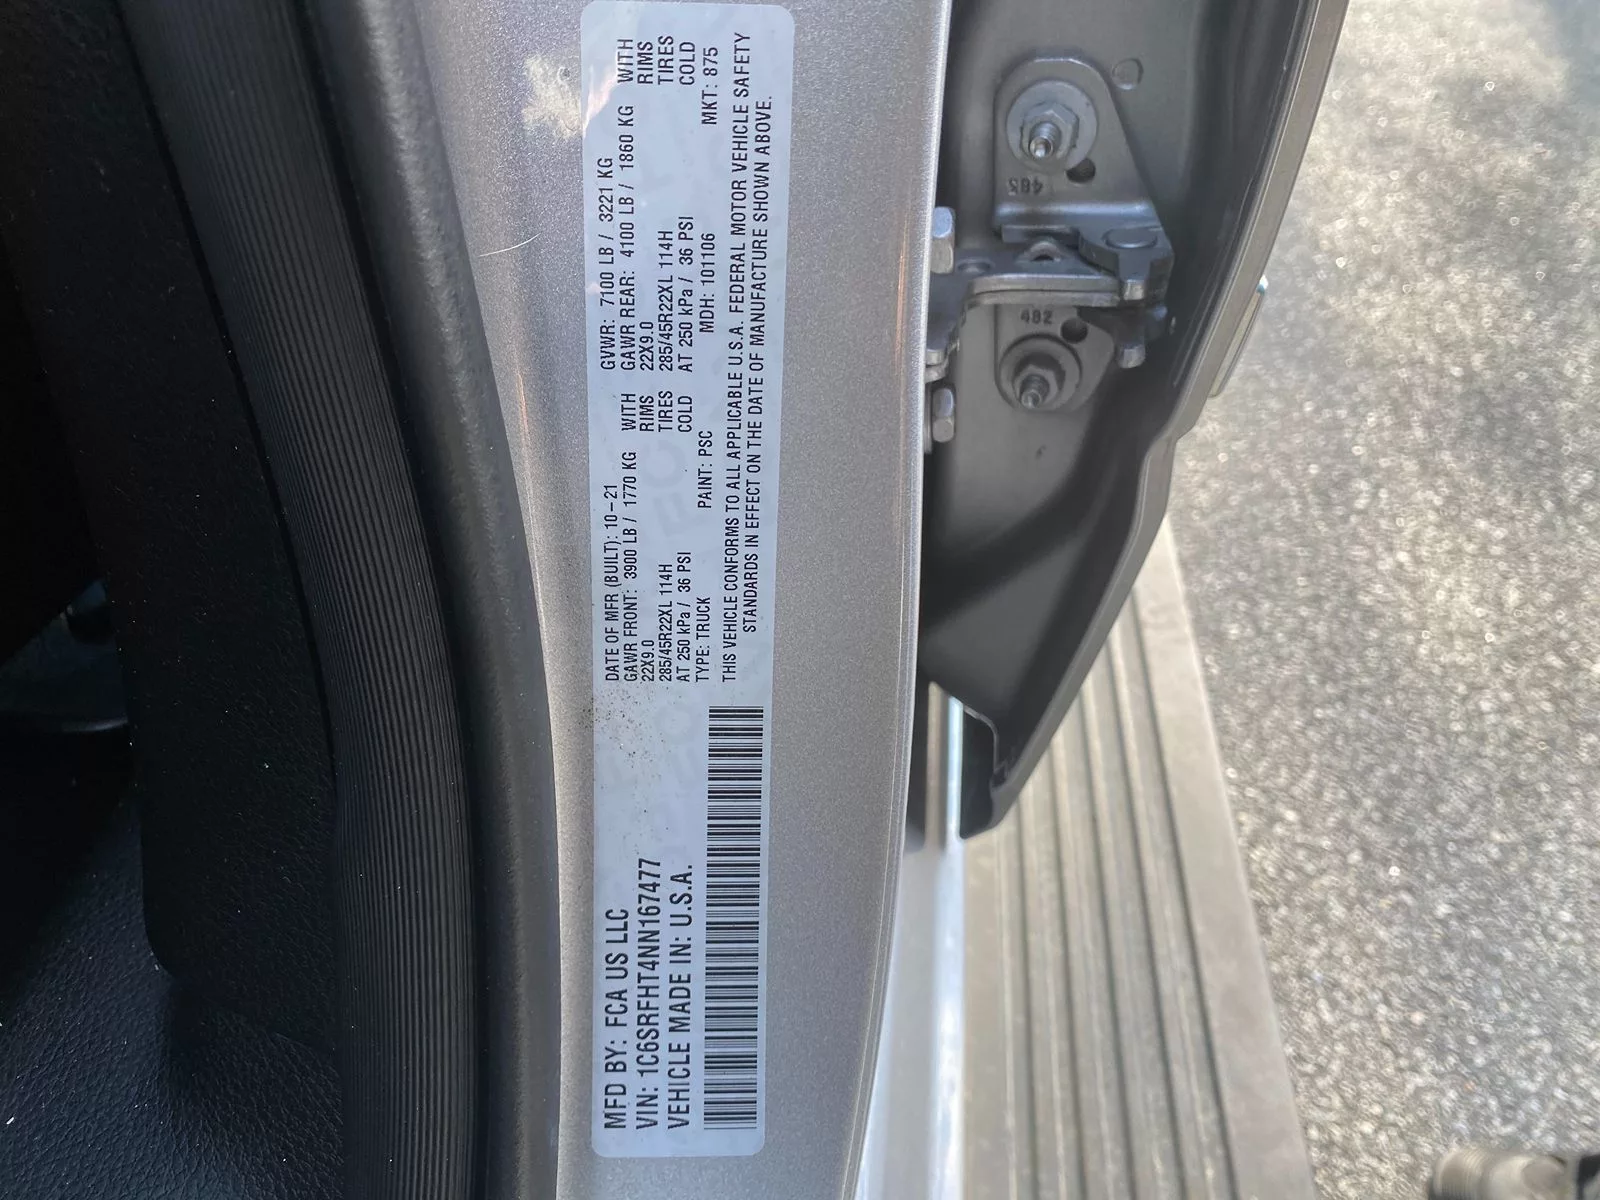 MFD BY: FCA US LLC
VIN: 1C6SRFHT4NN167477
VEHICLE MADE IN: U.S.A.
DATE OF MFR (BUILT): 10-21 GVWR: 7100 LB / 3221 KG
GAWR FRONT: 3900 LB / 1770 KG WITH GAWR REAR: 4100 LB / 1860 KG WITH
22X9.0 RIMS 22X9.0 RIMS
285/45R22XL 114H TIRES 285/45R22XL 114H TIRES
AT 250 kPa / 36 PSI COLD AT 250 kPa / 36 PSI COLD
TYPE: TRUCK PAINT: PSC MDH: 101106 MKT: 875
THIS VEHICLE CONFORMS TO ALL APPLICABLE U.S.A. FEDERAL MOTOR VEHICLE SAFETY
STANDARDS IN EFFECT ON THE DATE OF MANUFACTURE SHOWN ABOVE.
482